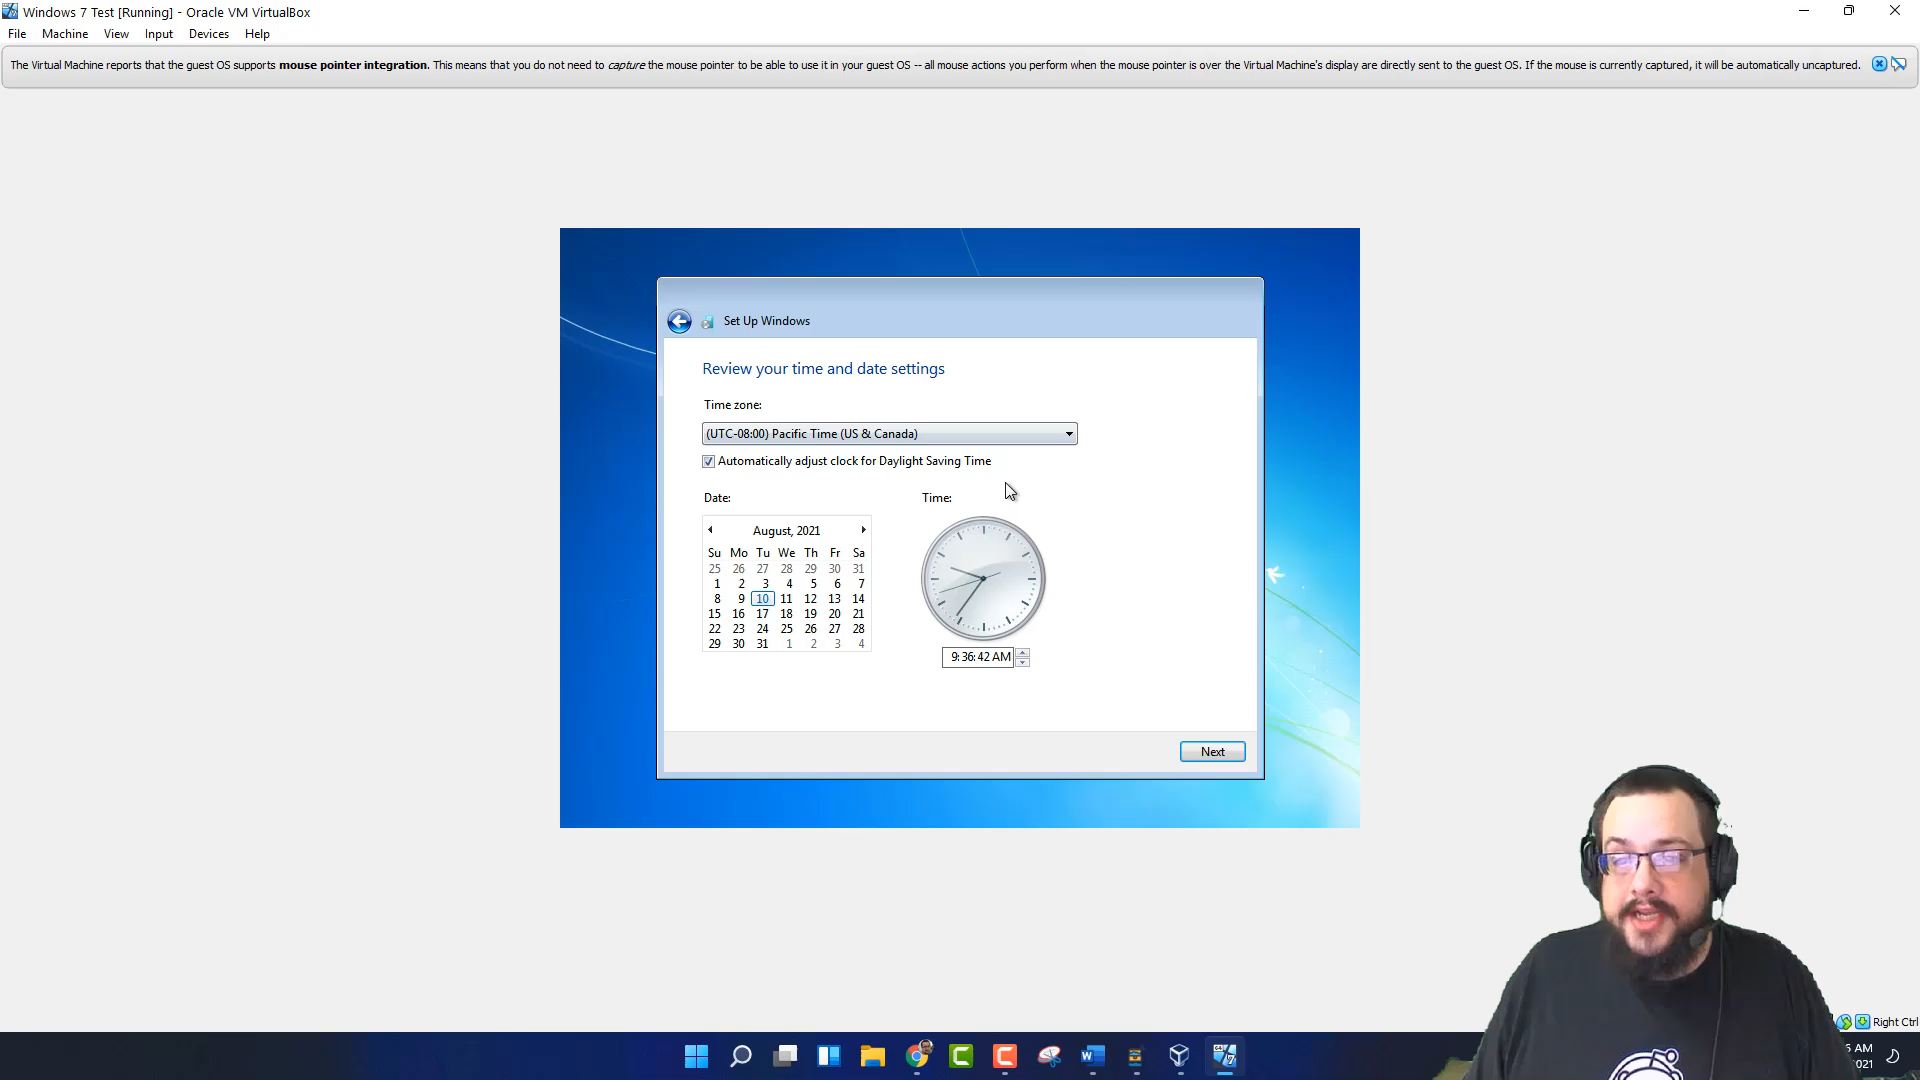 Windows 7 Test [Running] - Oracle VM VirtualBox
File Machine View Input Devices Help
The Virtual Machine reports that the guest OS supports mouse pointer integration. This means that you do not need to capture the mouse pointer to be able to use it in your guest OS -- all mouse actions you perform when the mouse pointer is over the Virtual Machine's display are directly sent to the guest OS. If the mouse is currently captured, it will be automatically uncaptured.
Set Up Windows
Review your time and date settings
Time zone:
(UTC-08:00) Pacific Time (US & Canada)
Automatically adjust clock for Daylight Saving Time
Date:
August, 2021
Su Mo Tu We Th Fr Sa
25 26 27 28 29 30 31
1 2 3 4 5 6 7
8 9 10 11 12 13 14
15 16 17 18 19 20 21
22 23 24 25 26 27 28
29 30 31 1 2 3 4
Time:
9:36:42 AM
Next
Right Ctrl
5 AM
021